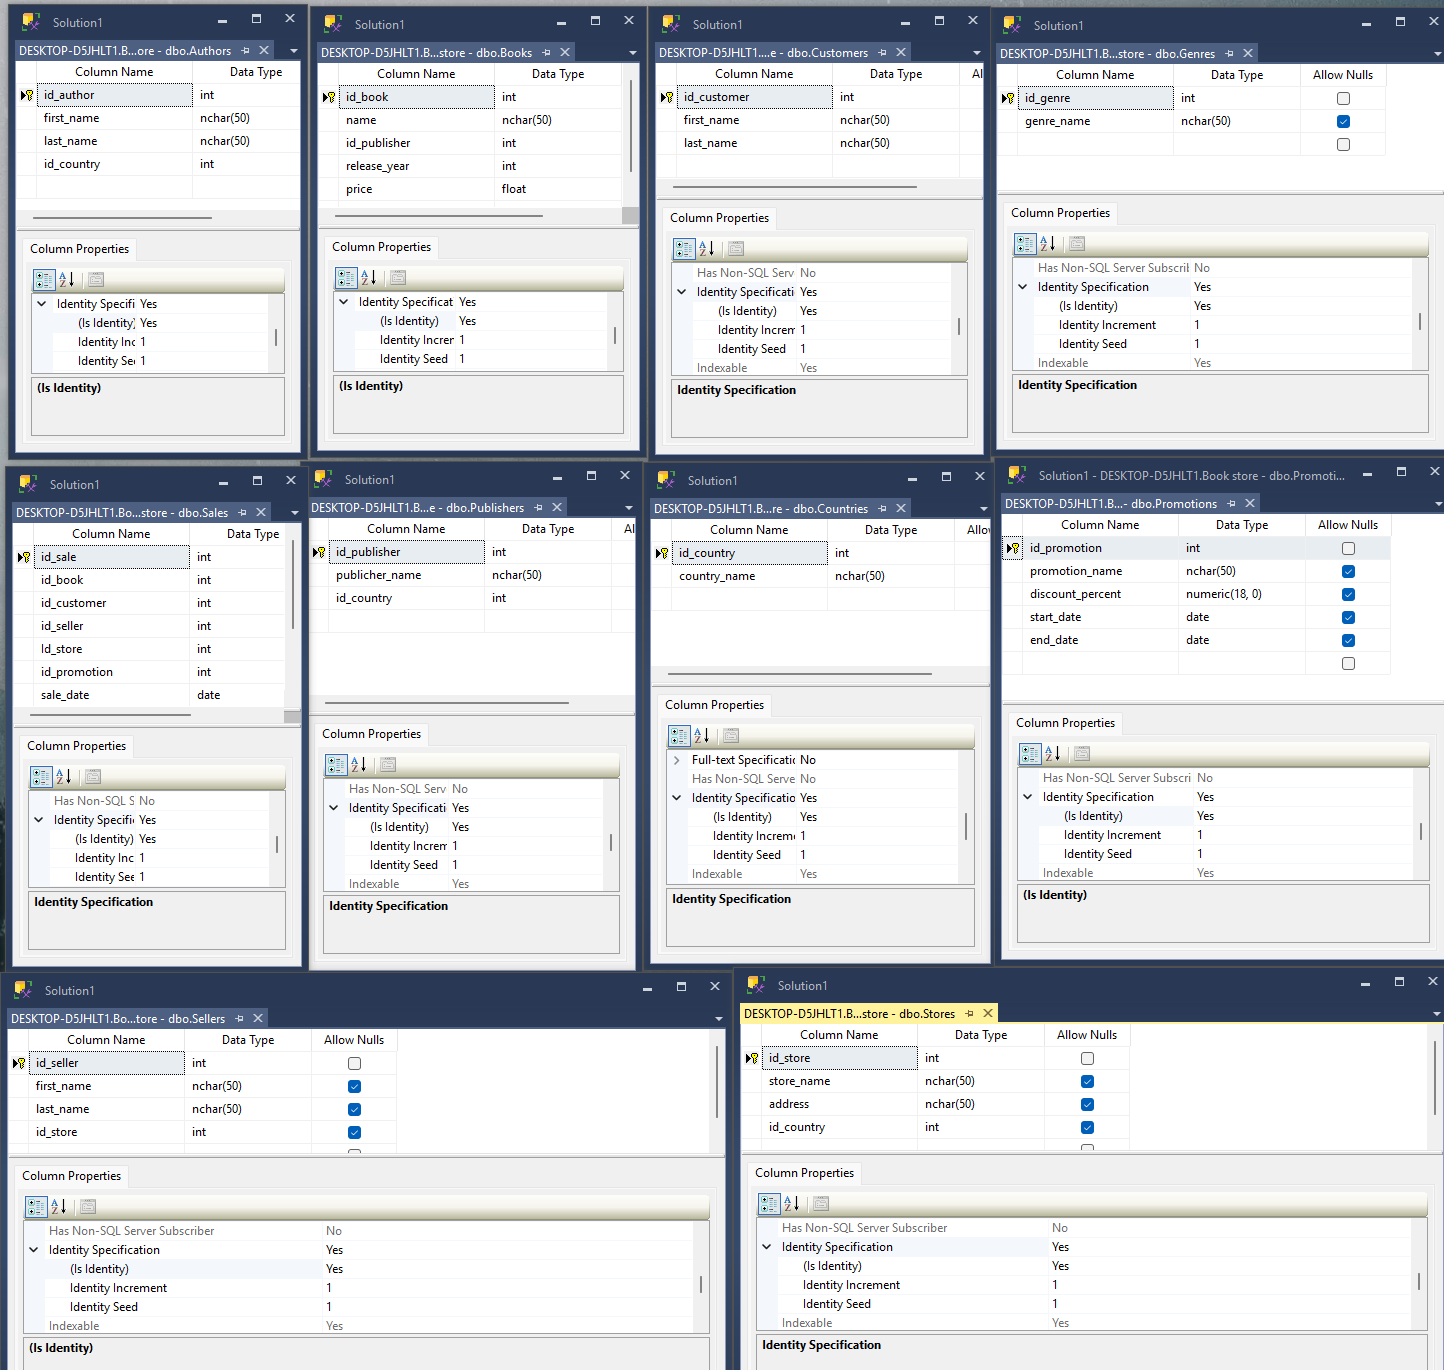 Solution1
DESKTOP-D5JHLT1.B...ore - dbo.Authors
Column Name Data Type
id_author int
first_name nchar(50)
last_name nchar(50)
id_country int
Column Properties
Identity Specifi Yes
(Is Identity) Yes
Identity Inc 1
Identity See 1
(Is Identity)
Solution1
DESKTOP-D5JHLT1.B...store - dbo.Books
Column Name Data Type
id_book int
name nchar(50)
id_publisher int
release_year int
price float
Column Properties
Identity Specificat Yes
(Is Identity) Yes
Identity Increr 1
Identity Seed 1
(Is Identity)
Solution1
DESKTOP-D5JHLT1....e - dbo.Customers
Column Name Data Type Al
id_customer int
first_name nchar(50)
last_name nchar(50)
Column Properties
Has Non-SQL Serv No
Identity Specificati Yes
(Is Identity) Yes
Identity Increm 1
Identity Seed 1
Indexable Yes
Identity Specification
Solution1
DESKTOP-D5JHLT1.B...store - dbo.Genres
Column Name Data Type Allow Nulls
id_genre int
genre_name nchar(50)
Column Properties
Has Non-SQL Server Subscril No
Identity Specification Yes
(Is Identity) Yes
Identity Increment 1
Identity Seed 1
Indexable Yes
Identity Specification
Solution1
DESKTOP-D5JHLT1.Bo...store - dbo.Sales
Column Name Data Type
id_sale int
id_book int
id_customer int
id_seller int
Id_store int
id_promotion int
sale_date date
Column Properties
Has Non-SQL S No
Identity Specifi Yes
(Is Identity) Yes
Identity Inc 1
Identity See 1
Identity Specification
Solution1
DESKTOP-D5JHLT1.B...e - dbo.Publishers
Column Name Data Type Al
id_publisher int
publicher_name nchar(50)
id_country int
Column Properties
Has Non-SQL Serv No
Identity Specificati Yes
(Is Identity) Yes
Identity Increm 1
Identity Seed 1
Indexable Yes
Identity Specification
Solution1
DESKTOP-D5JHLT1.B...re - dbo.Countries
Column Name Data Type Allov
id_country int
country_name nchar(50)
Column Properties
Full-text Specificatic No
Has Non-SQL Serve No
Identity Specificatio Yes
(Is Identity) Yes
Identity Increme 1
Identity Seed 1
Indexable Yes
Identity Specification
Solution1 - DESKTOP-D5JHLT1.Book store - dbo.Promoti...
DESKTOP-D5JHLT1.B...- dbo.Promotions
Column Name Data Type Allow Nulls
id_promotion int
promotion_name nchar(50)
discount_percent numeric(18, 0)
start_date date
end_date date
Column Properties
Has Non-SQL Server Subscri No
Identity Specification Yes
(Is Identity) Yes
Identity Increment 1
Identity Seed 1
Indexable Yes
(Is Identity)
Solution1
DESKTOP-D5JHLT1.Bo...tore - dbo.Sellers
Column Name Data Type Allow Nulls
id_seller int
first_name nchar(50)
last_name nchar(50)
id_store int
Column Properties
Has Non-SQL Server Subscriber No
Identity Specification Yes
(Is Identity) Yes
Identity Increment 1
Identity Seed 1
Indexable Yes
(Is Identity)
Solution1
DESKTOP-D5JHLT1.B...store - dbo.Stores
Column Name Data Type Allow Nulls
id_store int
store_name nchar(50)
address nchar(50)
id_country int
Column Properties
Has Non-SQL Server Subscriber No
Identity Specification Yes
(Is Identity) Yes
Identity Increment 1
Identity Seed 1
Indexable Yes
Identity Specification